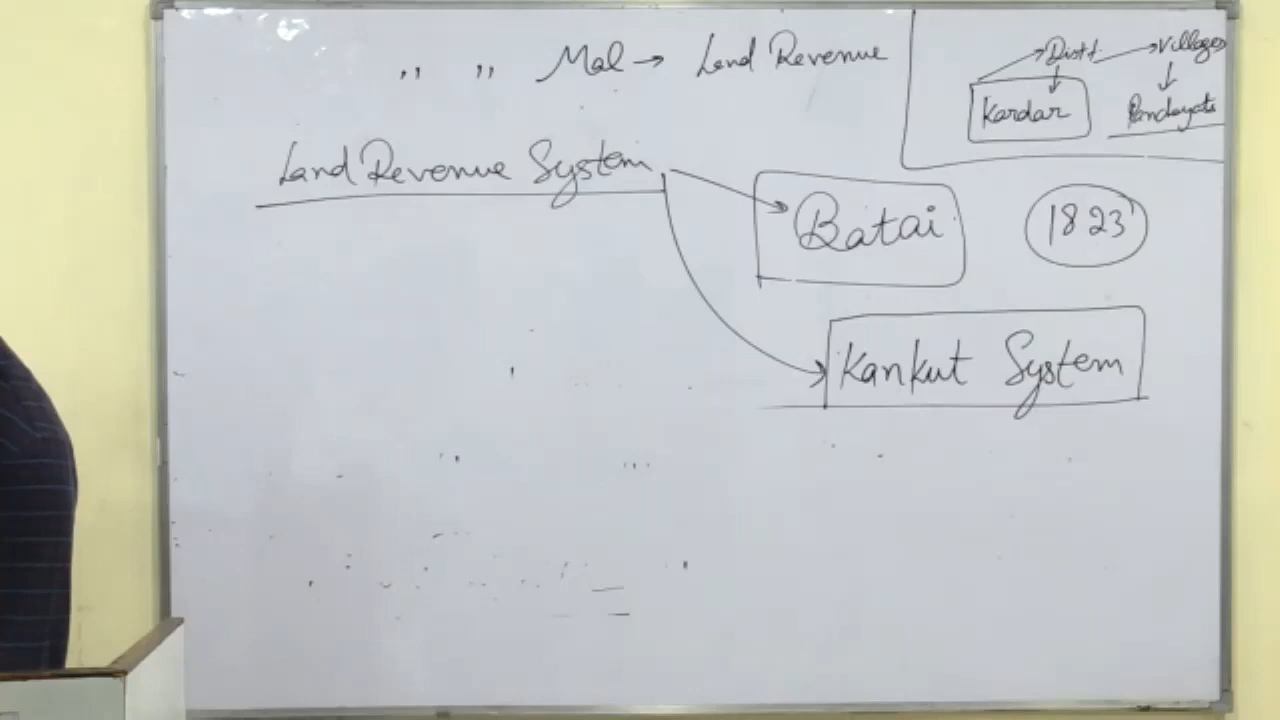 " " Mal → Land Revenue
→ Distt. → Villages
Kardar
Panchayats
Land Revenue System
Batai
1823
Kankut System